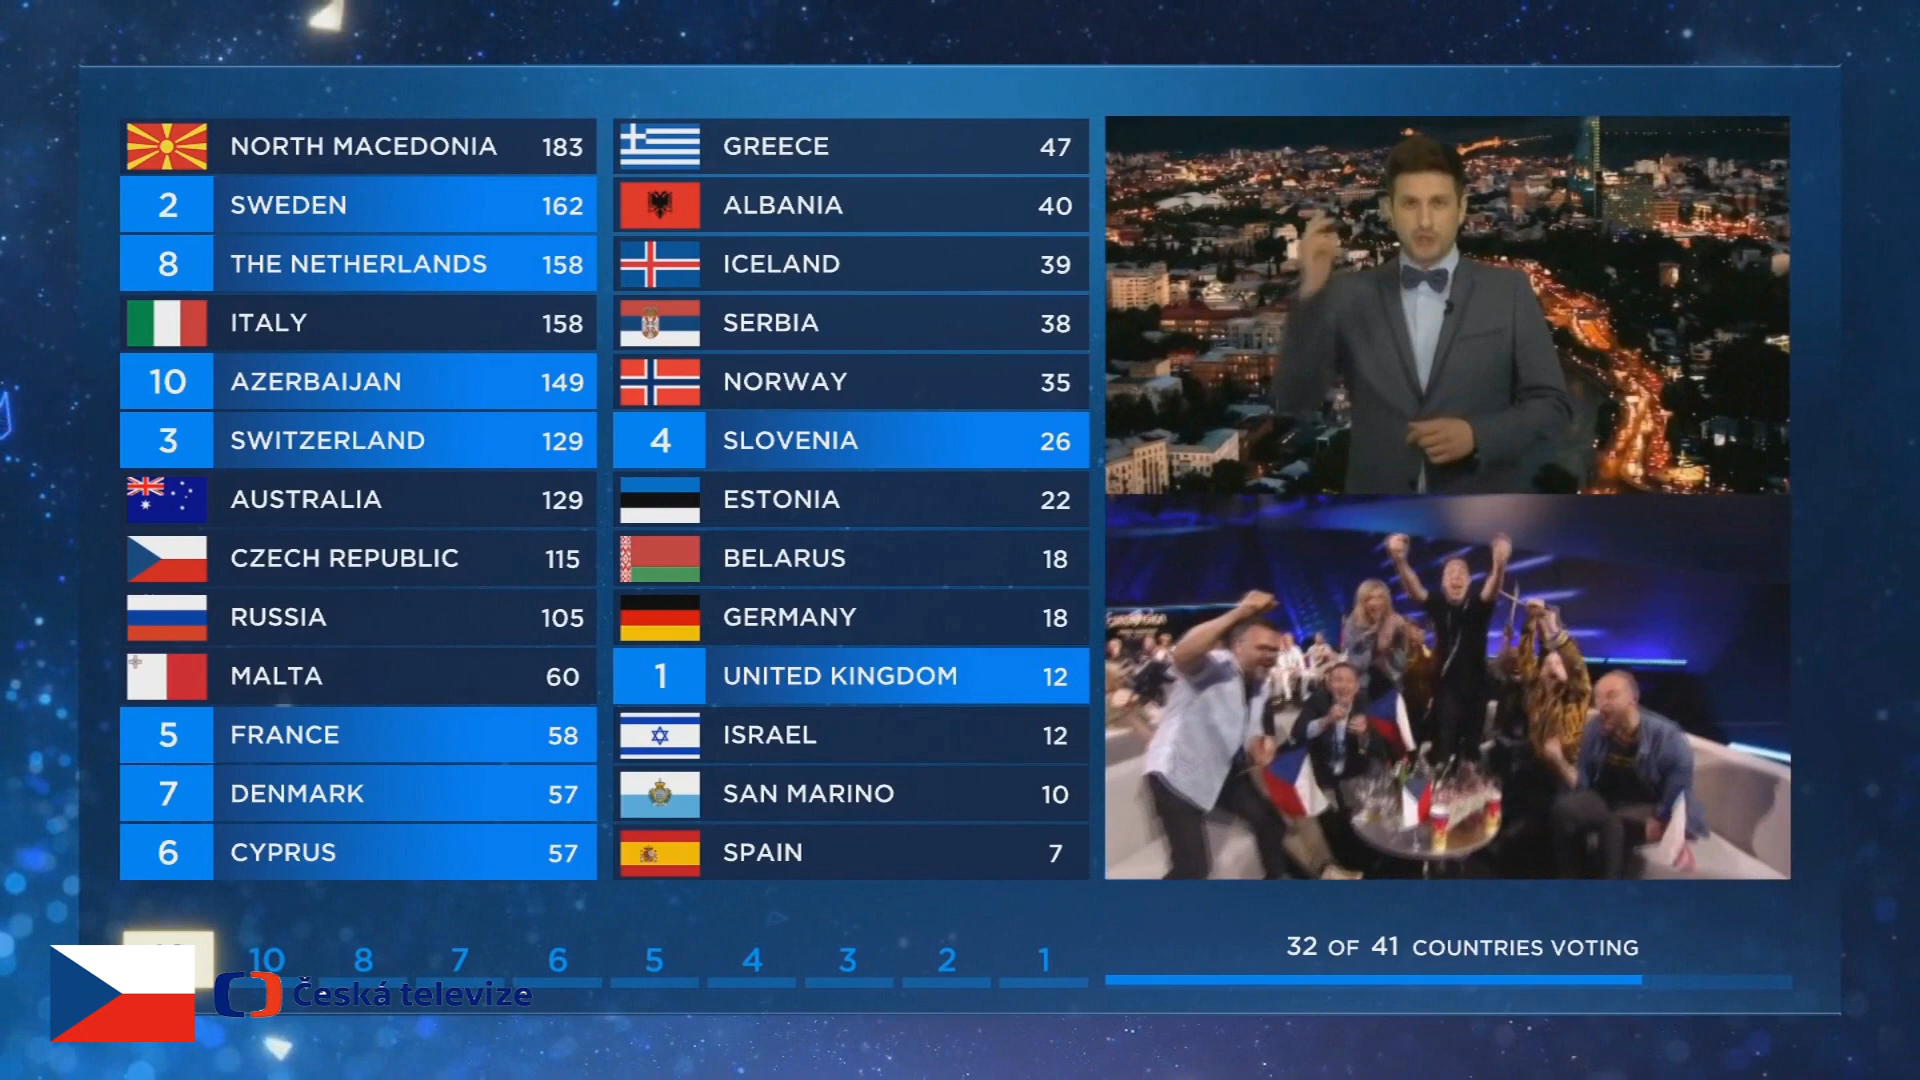 NORTH MACEDONIA 183
2 SWEDEN 162
8 THE NETHERLANDS 158
ITALY 158
10 AZERBAIJAN 149
3 SWITZERLAND 129
AUSTRALIA 129
CZECH REPUBLIC 115
RUSSIA 105
MALTA 60
5 FRANCE 58
7 DENMARK 57
6 CYPRUS 57
GREECE 47
ALBANIA 40
ICELAND 39
SERBIA 38
NORWAY 35
4 SLOVENIA 26
ESTONIA 22
BELARUS 18
GERMANY 18
1 UNITED KINGDOM 12
ISRAEL 12
SAN MARINO 10
SPAIN 7
10 8 7 6 5 4 3 2 1
32 OF 41 COUNTRIES VOTING
Česká televize